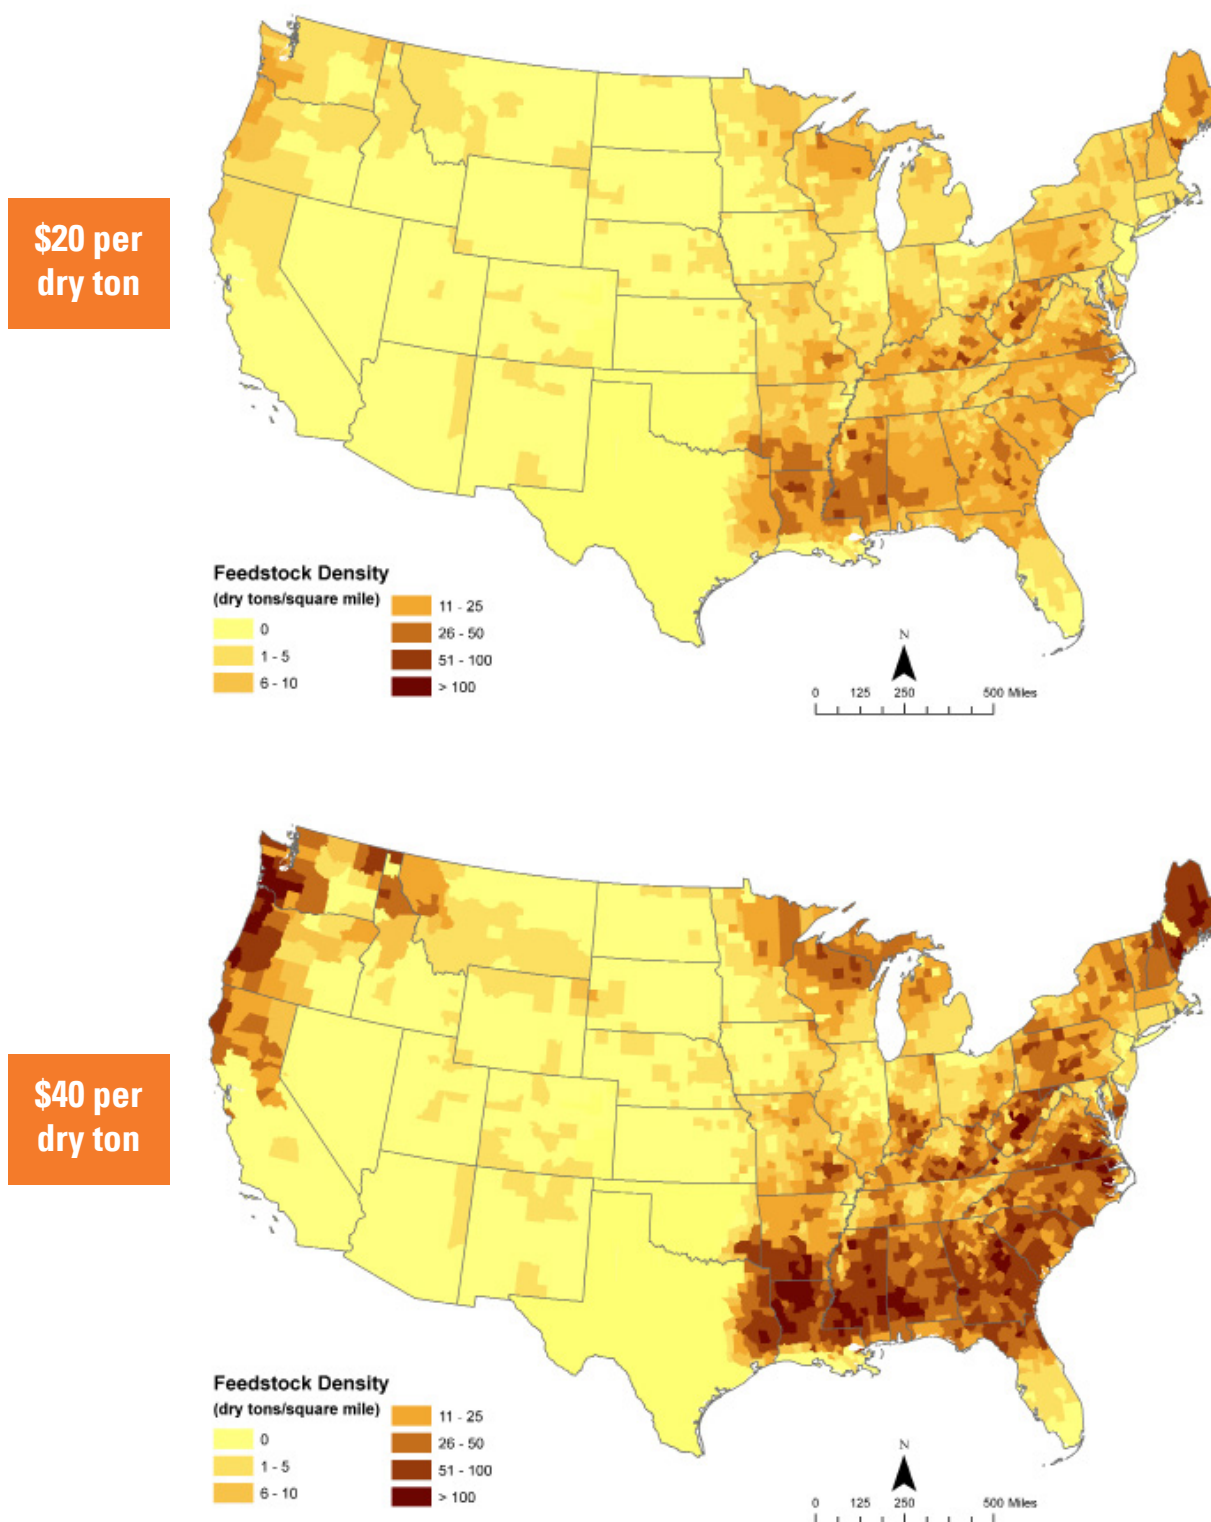 $20 per
dry ton
Feedstock Density
(dry tons/square mile)
0
1 - 5
6 - 10
11 - 25
26 - 50
51 - 100
> 100
N
0 125 250 500 Miles
$40 per
dry ton
Feedstock Density
(dry tons/square mile)
0
1 - 5
6 - 10
11 - 25
26 - 50
51 - 100
> 100
N
0 125 250 500 Miles